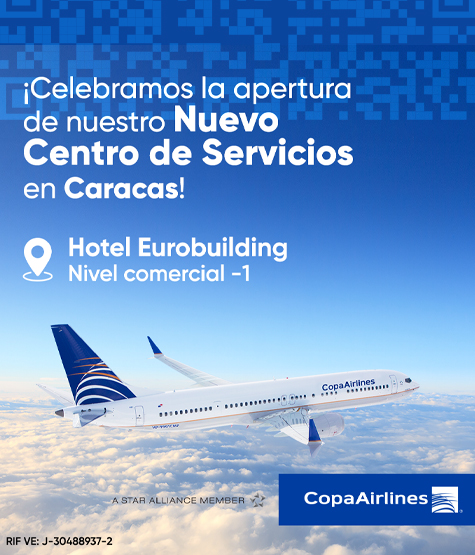 ¡Celebramos la apertura
de nuestro Nuevo
Centro de Servicios
en Caracas!
Hotel Eurobuilding
Nivel comercial -1
CopaAirlines
A STAR ALLIANCE MEMBER
CopaAirlines
RIF VE: J-30488937-2